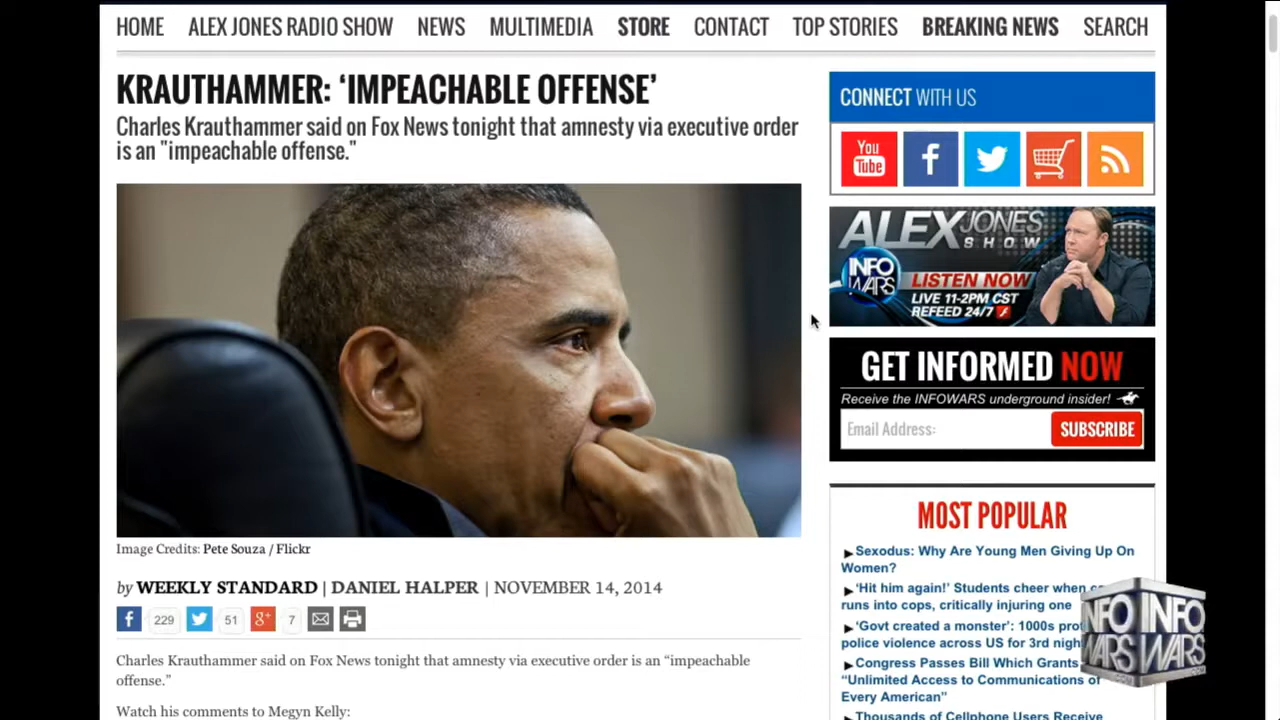 HOME ALEX JONES RADIO SHOW NEWS MULTIMEDIA STORE CONTACT TOP STORIES BREAKING NEWS SEARCH
KRAUTHAMMER: ‘IMPEACHABLE OFFENSE’
Charles Krauthammer said on Fox News tonight that amnesty via executive order
is an "impeachable offense."
Image Credits: Pete Souza / Flickr
by WEEKLY STANDARD | DANIEL HALPER | NOVEMBER 14, 2014
f 229 51 g+ 7
Charles Krauthammer said on Fox News tonight that amnesty via executive order is an “impeachable
offense.”
Watch his comments to Megyn Kelly:
CONNECT WITH US
You
Tube
f
ALEX JONES
SHOW
INFO
WARS
LISTEN NOW
LIVE 11-2PM CST
REFEED 24/7
GET INFORMED NOW
Receive the INFOWARS underground insider!
Email Address: SUBSCRIBE
MOST POPULAR
Sexodus: Why Are Young Men Giving Up On
Women?
‘Hit him again!’ Students cheer when
runs into cops, critically injuring one
‘Govt created a monster’: 1000s
police violence across US for 3rd
Congress Passes Bill Which Grants
“Unlimited Access to Communications of
Every American”
Thousands of Cellphone Users Receive
INFO INFO
WARS WARS
.COM